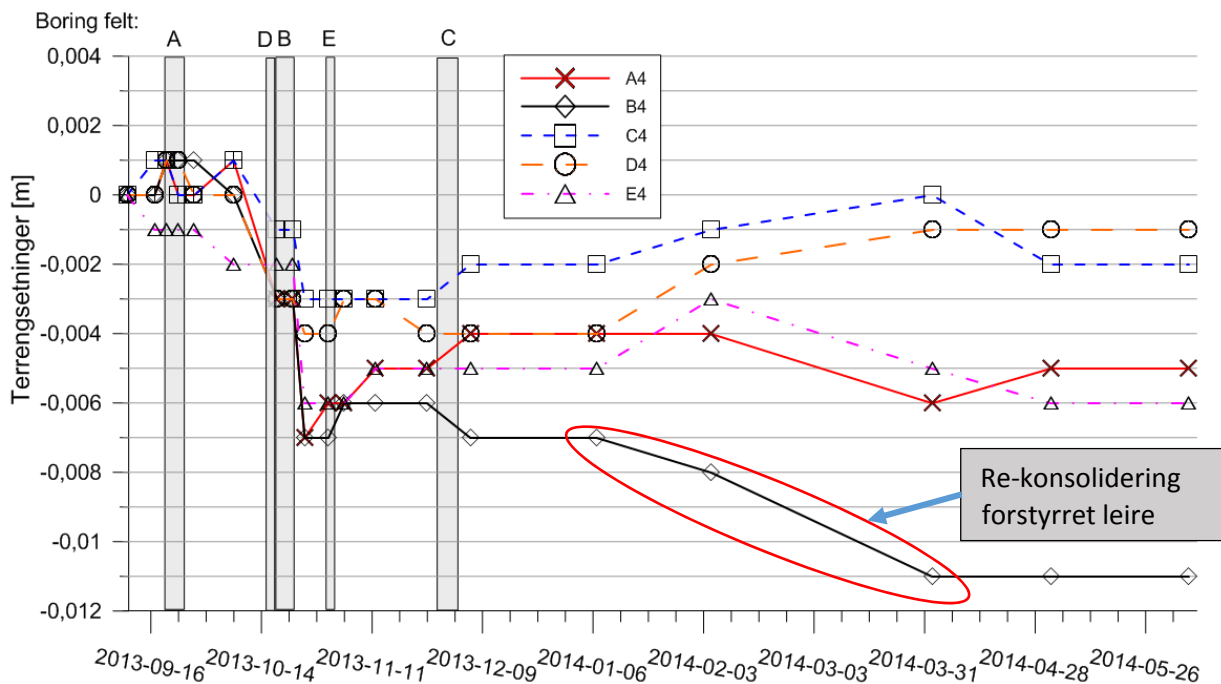 Boring felt:
A D B E C
0,004
0,002
0
-0,002
-0,004
-0,006
-0,008
-0,01
-0,012
Terrengsetninger [m]
A4
B4
C4
D4
E4
Re-konsolidering
forstyrret leire
2013-09-16
2013-10-14
2013-11-11
2013-12-09
2014-01-06
2014-02-03
2014-03-03
2014-03-31
2014-04-28
2014-05-26